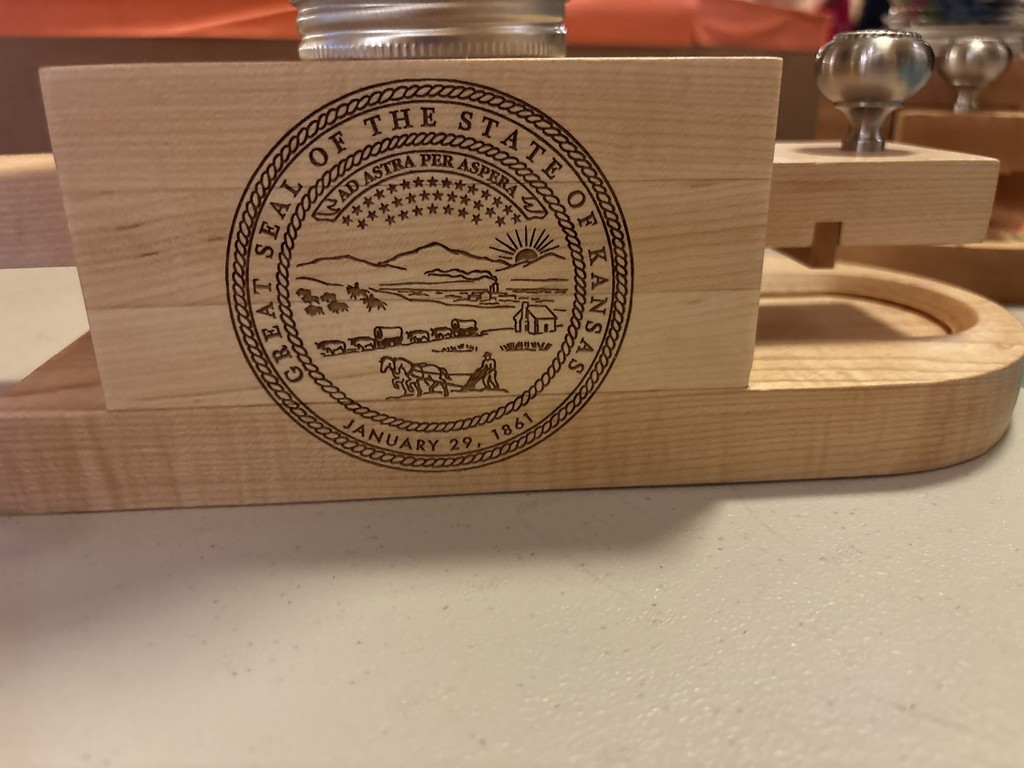 GREAT SEAL OF THE STATE OF KANSAS
AD ASTRA PER ASPERA
JANUARY 29, 1861